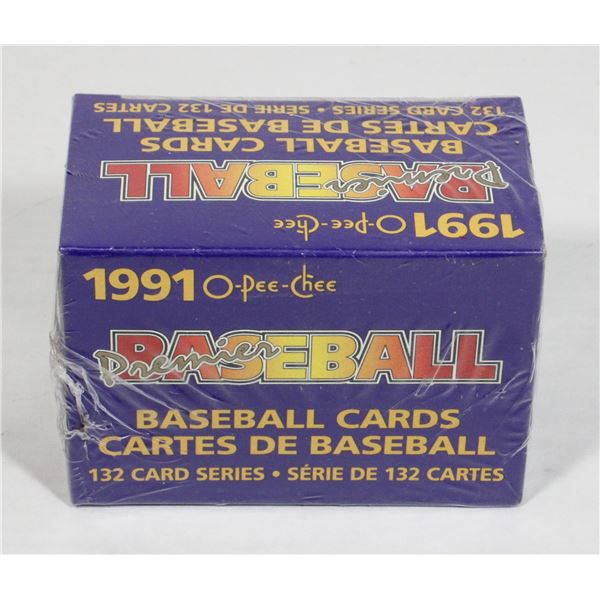 132 CARD SERIES • SÉRIE DE 132 CARTES
CARTES DE BASEBALL
BASEBALL CARDS
Premier BASEBALL
1991 O-Pee-Chee
1991 O-Pee-Chee
Premier BASEBALL
BASEBALL CARDS
CARTES DE BASEBALL
132 CARD SERIES • SÉRIE DE 132 CARTES